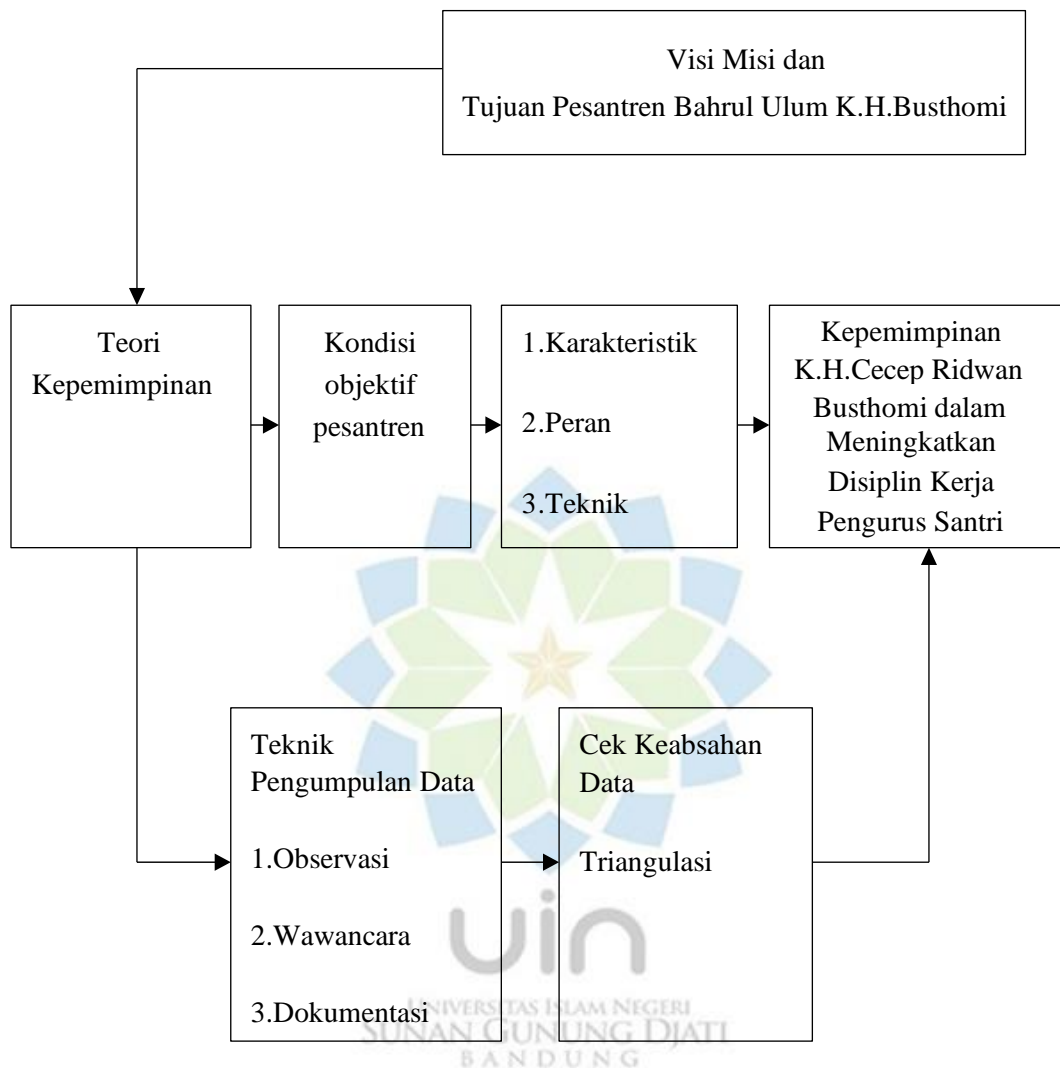 Visi Misi dan
Tujuan Pesantren Bahrul Ulum K.H.Busthomi
Teori
Kepemimpinan
Kondisi
objektif
pesantren
1.Karakteristik
2.Peran
3.Teknik
Kepemimpinan
K.H.Cecep Ridwan
Busthomi dalam
Meningkatkan
Disiplin Kerja
Pengurus Santri
Teknik
Pengumpulan Data
1.Observasi
2.Wawancara
3.Dokumentasi
Cek Keabsahan
Data
Triangulasi
uin
UNIVERSITAS ISLAM NEGERI
SUNAN GUNUNG DJATI
BANDUNG